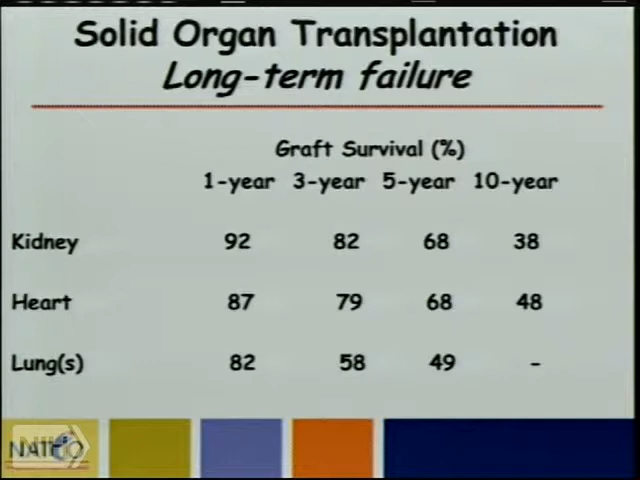 Solid Organ Transplantation
Long-term failure
Graft Survival (%)
1-year 3-year 5-year 10-year
Kidney 92 82 68 38
Heart 87 79 68 48
Lung(s) 82 58 49 -